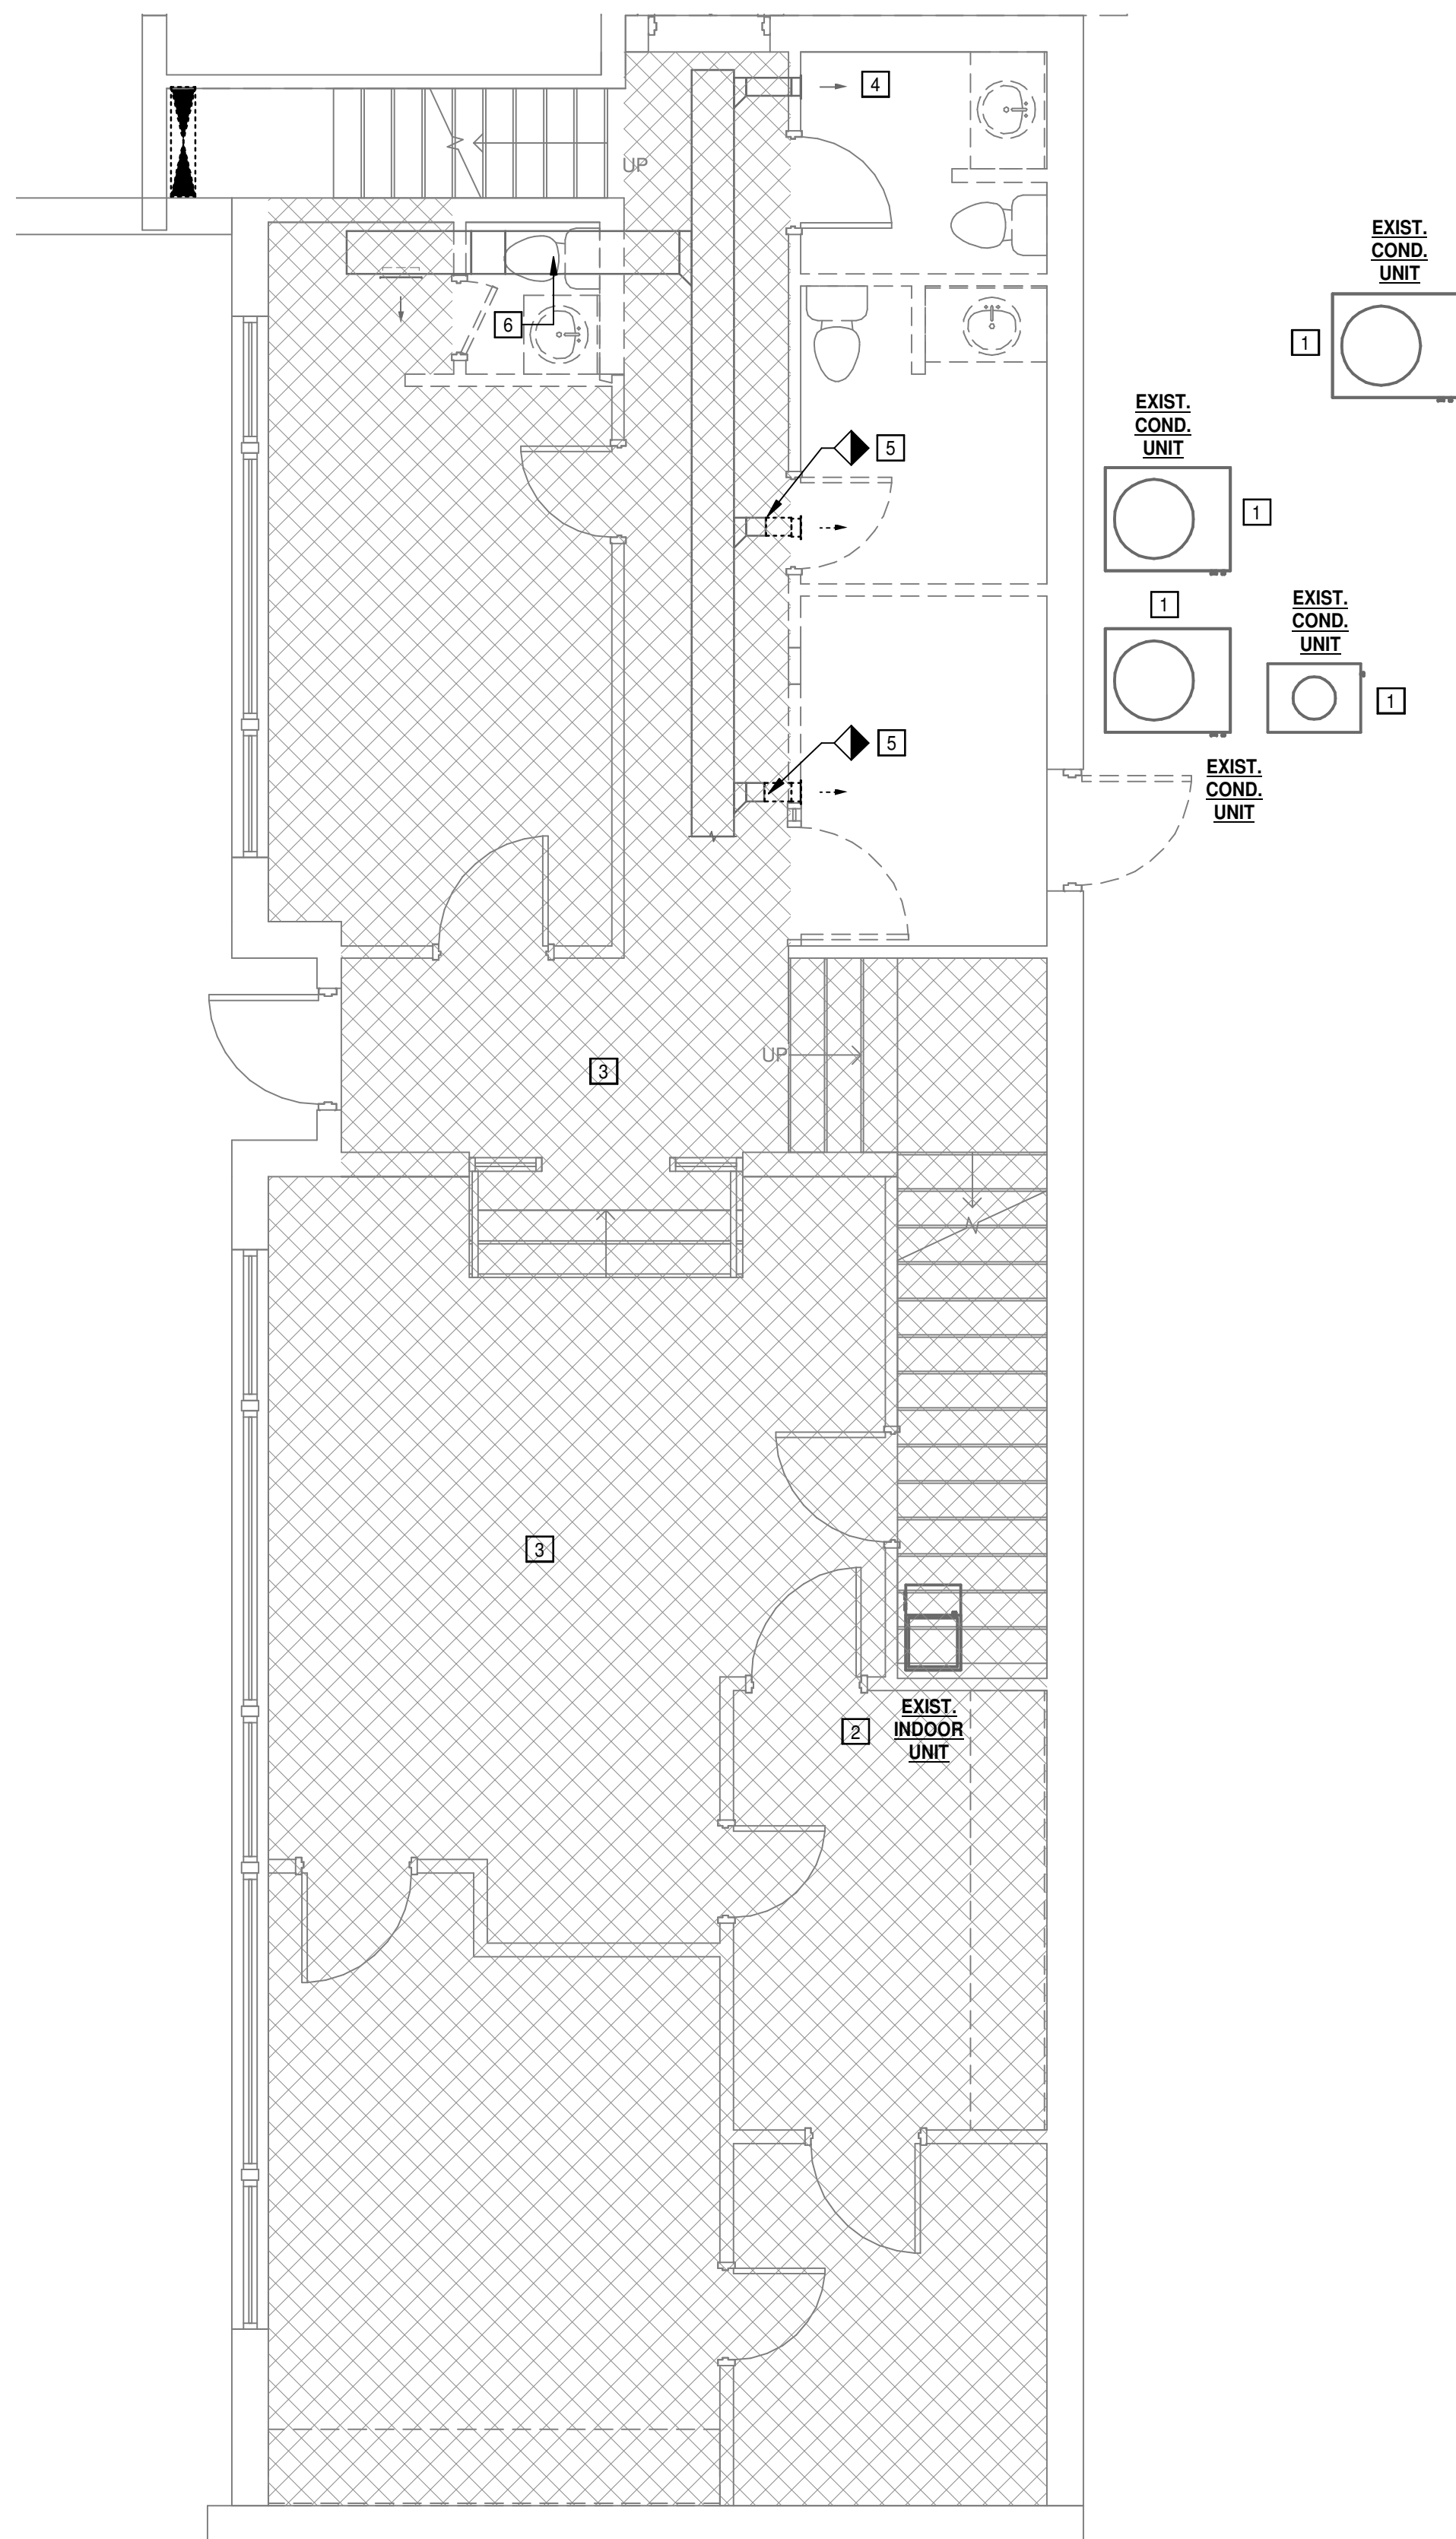 4
UP
EXIST.
COND.
UNIT
1
6
EXIST.
COND.
UNIT
5
1
1
EXIST.
COND.
UNIT
1
5
EXIST.
COND.
UNIT
UP
3
3
EXIST.
INDOOR
UNIT
2